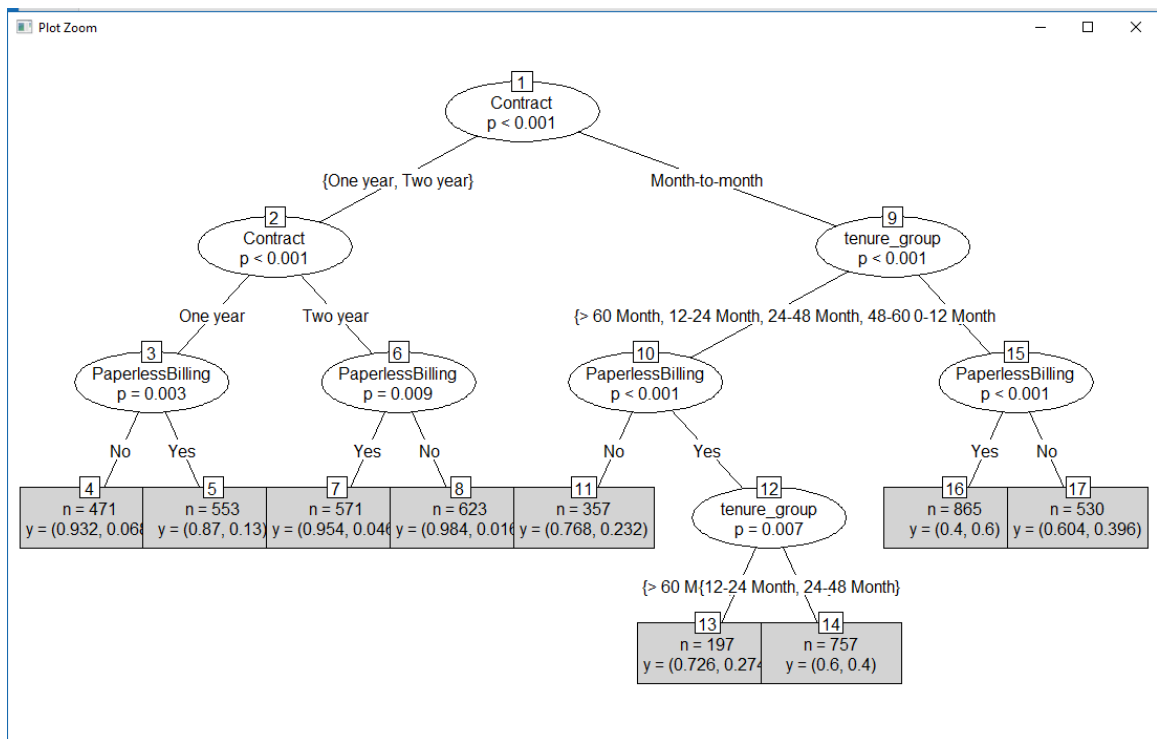 Plot Zoom
1
Contract
p < 0.001
{One year, Two year}
Month-to-month
2
Contract
p < 0.001
9
tenure_group
p < 0.001
One year
Two year
{> 60 Month, 12-24 Month, 24-48 Month, 48-60
0-12 Month
3
PaperlessBilling
p = 0.003
6
PaperlessBilling
p = 0.009
10
PaperlessBilling
p < 0.001
15
PaperlessBilling
p < 0.001
No
Yes
Yes
No
No
Yes
Yes
No
4
n = 471
y = (0.932, 0.068
5
n = 553
y = (0.87, 0.13)
7
n = 571
y = (0.954, 0.046
8
n = 623
y = (0.984, 0.016
11
n = 357
y = (0.768, 0.232)
12
tenure_group
p = 0.007
16
n = 865
y = (0.4, 0.6)
17
n = 530
y = (0.604, 0.396)
{> 60 M
{12-24 Month, 24-48 Month}
13
n = 197
y = (0.726, 0.274
14
n = 757
y = (0.6, 0.4)